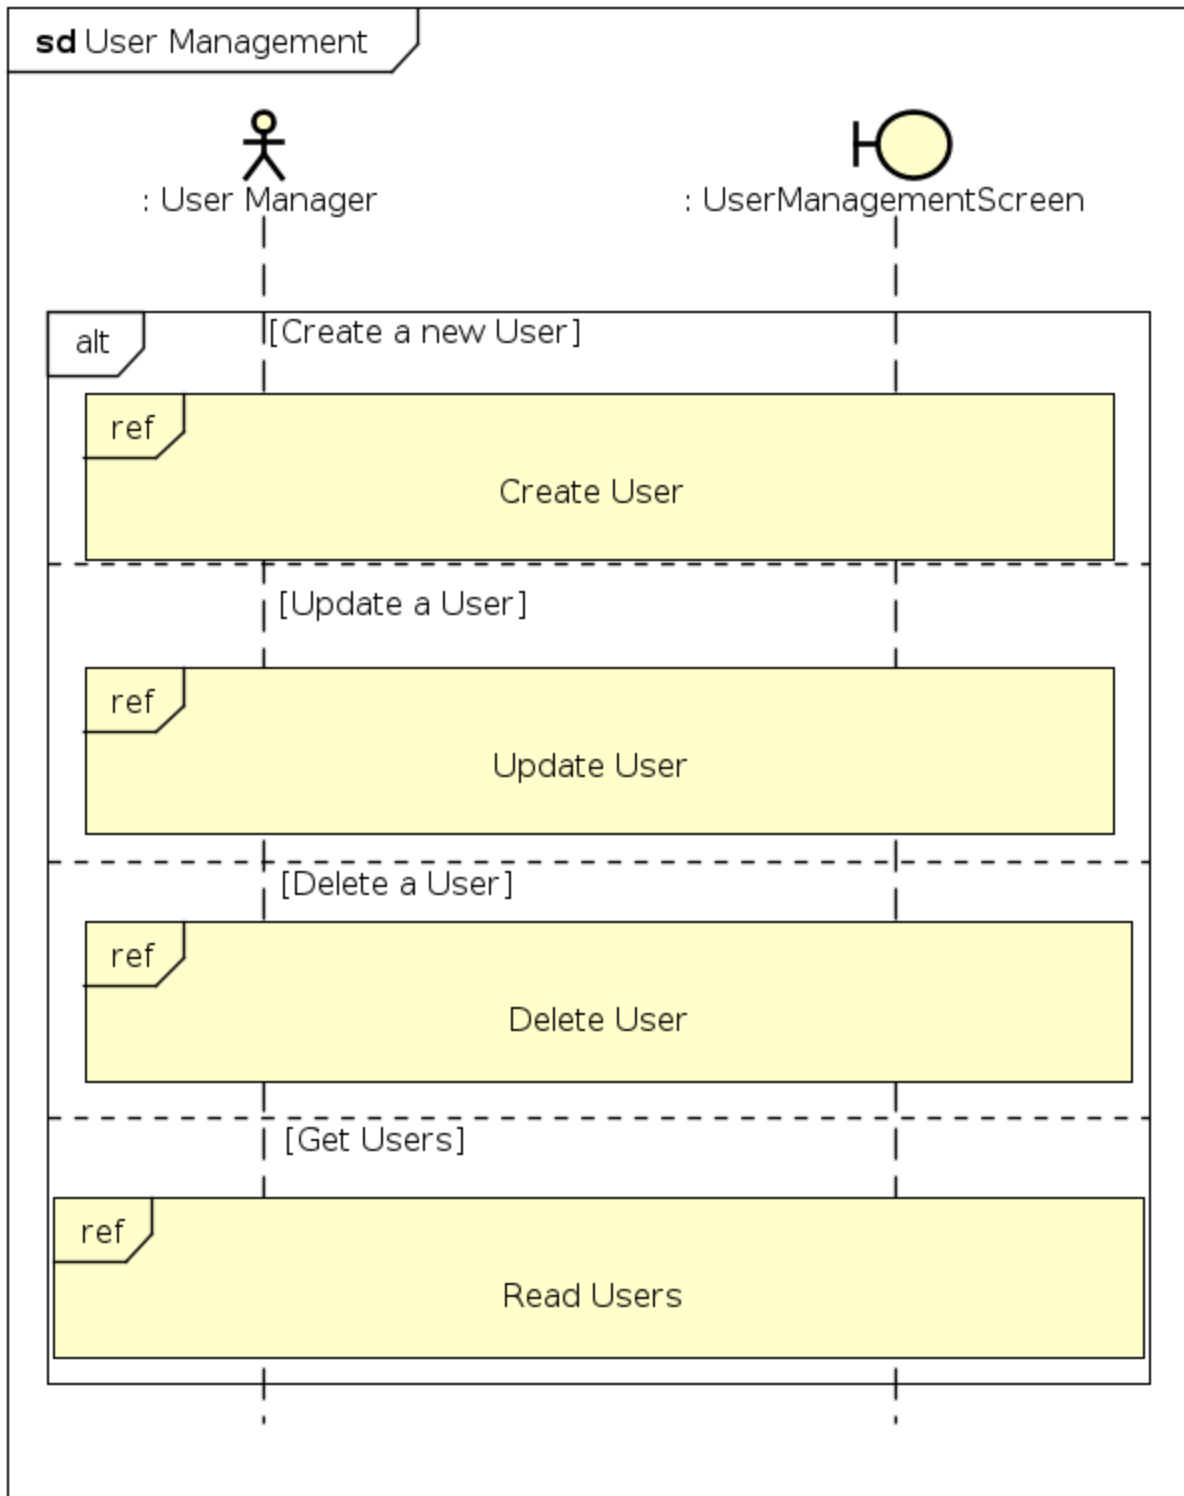 sd User Management
: User Manager
: UserManagementScreen
alt
[Create a new User]
ref
Create User
[Update a User]
ref
Update User
[Delete a User]
ref
Delete User
[Get Users]
ref
Read Users